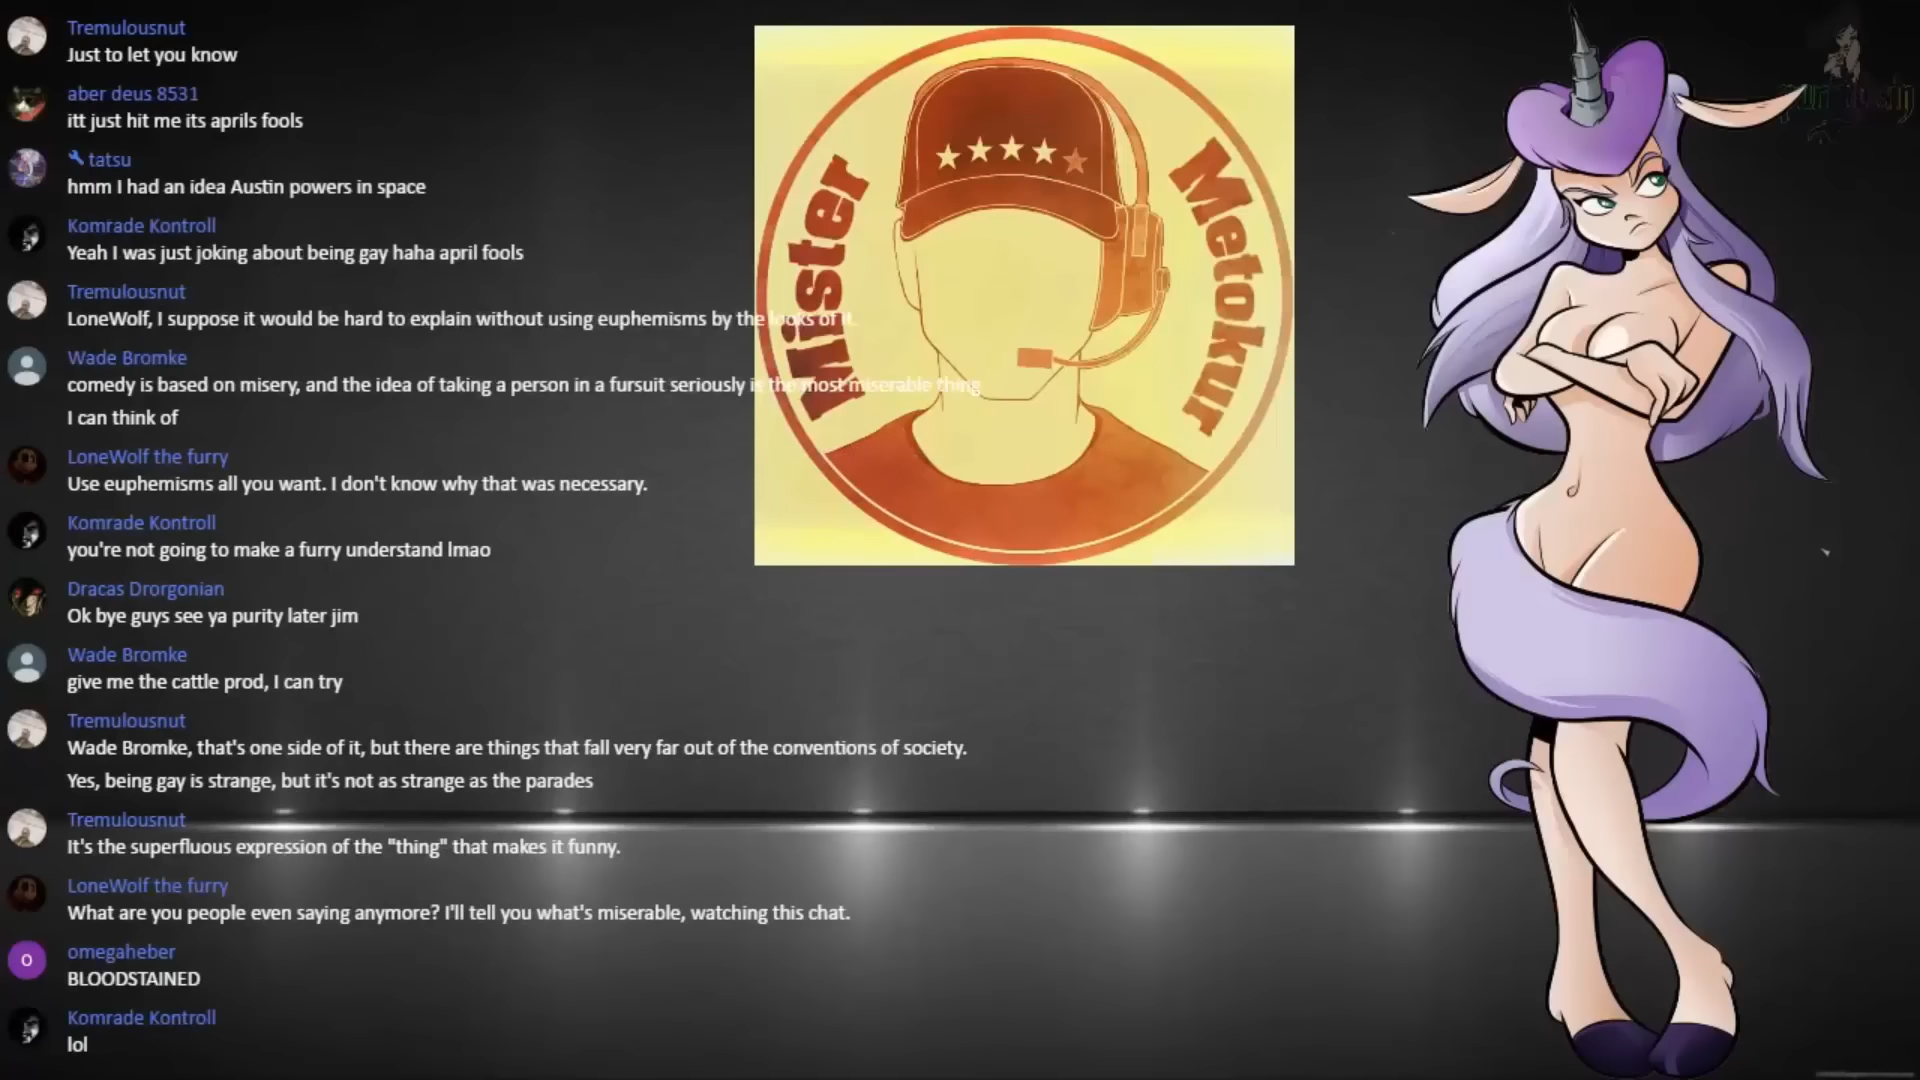 Tremulousnut
Just to let you know
aber deus 8531
itt just hit me its aprils fools
tatsu
hmm I had an idea Austin powers in space
Komrade Kontroll
Yeah I was just joking about being gay haha april fools
Tremulousnut
LoneWolf, I suppose it would be hard to explain without using euphemisms by the looks of it.
Wade Bromke
comedy is based on misery, and the idea of taking a person in a fursuit seriously is the most miserable thing
I can think of
LoneWolf the furry
Use euphemisms all you want. I don't know why that was necessary.
Komrade Kontroll
you're not going to make a furry understand lmao
Dracas Drorgonian
Ok bye guys see ya purity later jim
Wade Bromke
give me the cattle prod, I can try
Tremulousnut
Wade Bromke, that's one side of it, but there are things that fall very far out of the conventions of society.
Yes, being gay is strange, but it's not as strange as the parades
Tremulousnut
It's the superfluous expression of the "thing" that makes it funny.
LoneWolf the furry
What are you people even saying anymore? I'll tell you what's miserable, watching this chat.
O
omegaheber
BLOODSTAINED
Komrade Kontroll
lol
Mister
Metokur